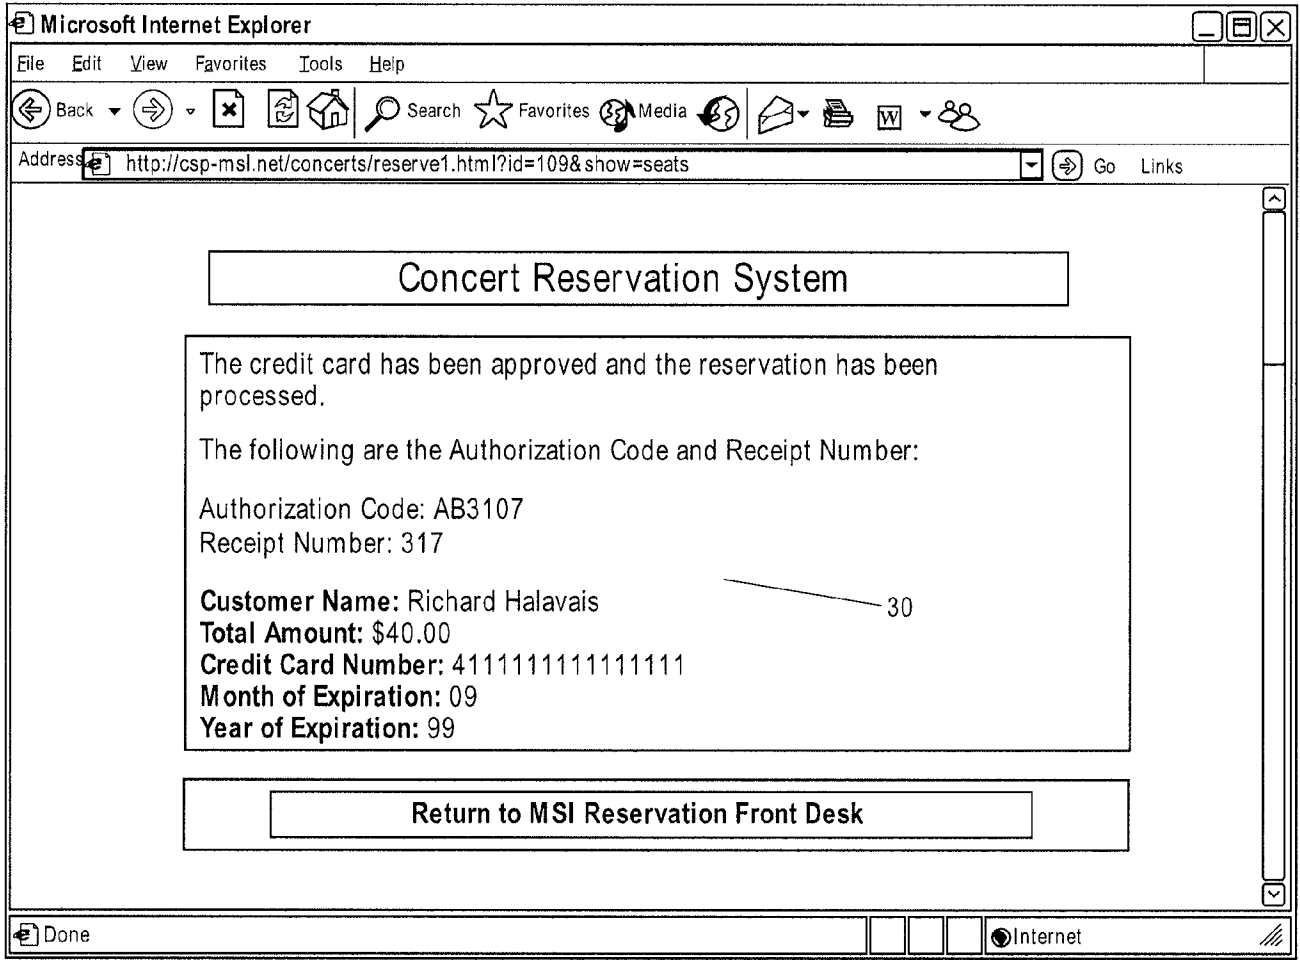 Microsoft Internet Explorer
File Edit View Favorites Tools Help
Back Search Favorites Media W
Address http://csp-msl.net/concerts/reserve1.html?id=109&show=seats Go Links
Concert Reservation System
The credit card has been approved and the reservation has been
processed.
The following are the Authorization Code and Receipt Number:
Authorization Code: AB3107
Receipt Number: 317
Customer Name: Richard Halavais
30
Total Amount: $40.00
Credit Card Number: 4111111111111111
Month of Expiration: 09
Year of Expiration: 99
Return to MSI Reservation Front Desk
Done Internet